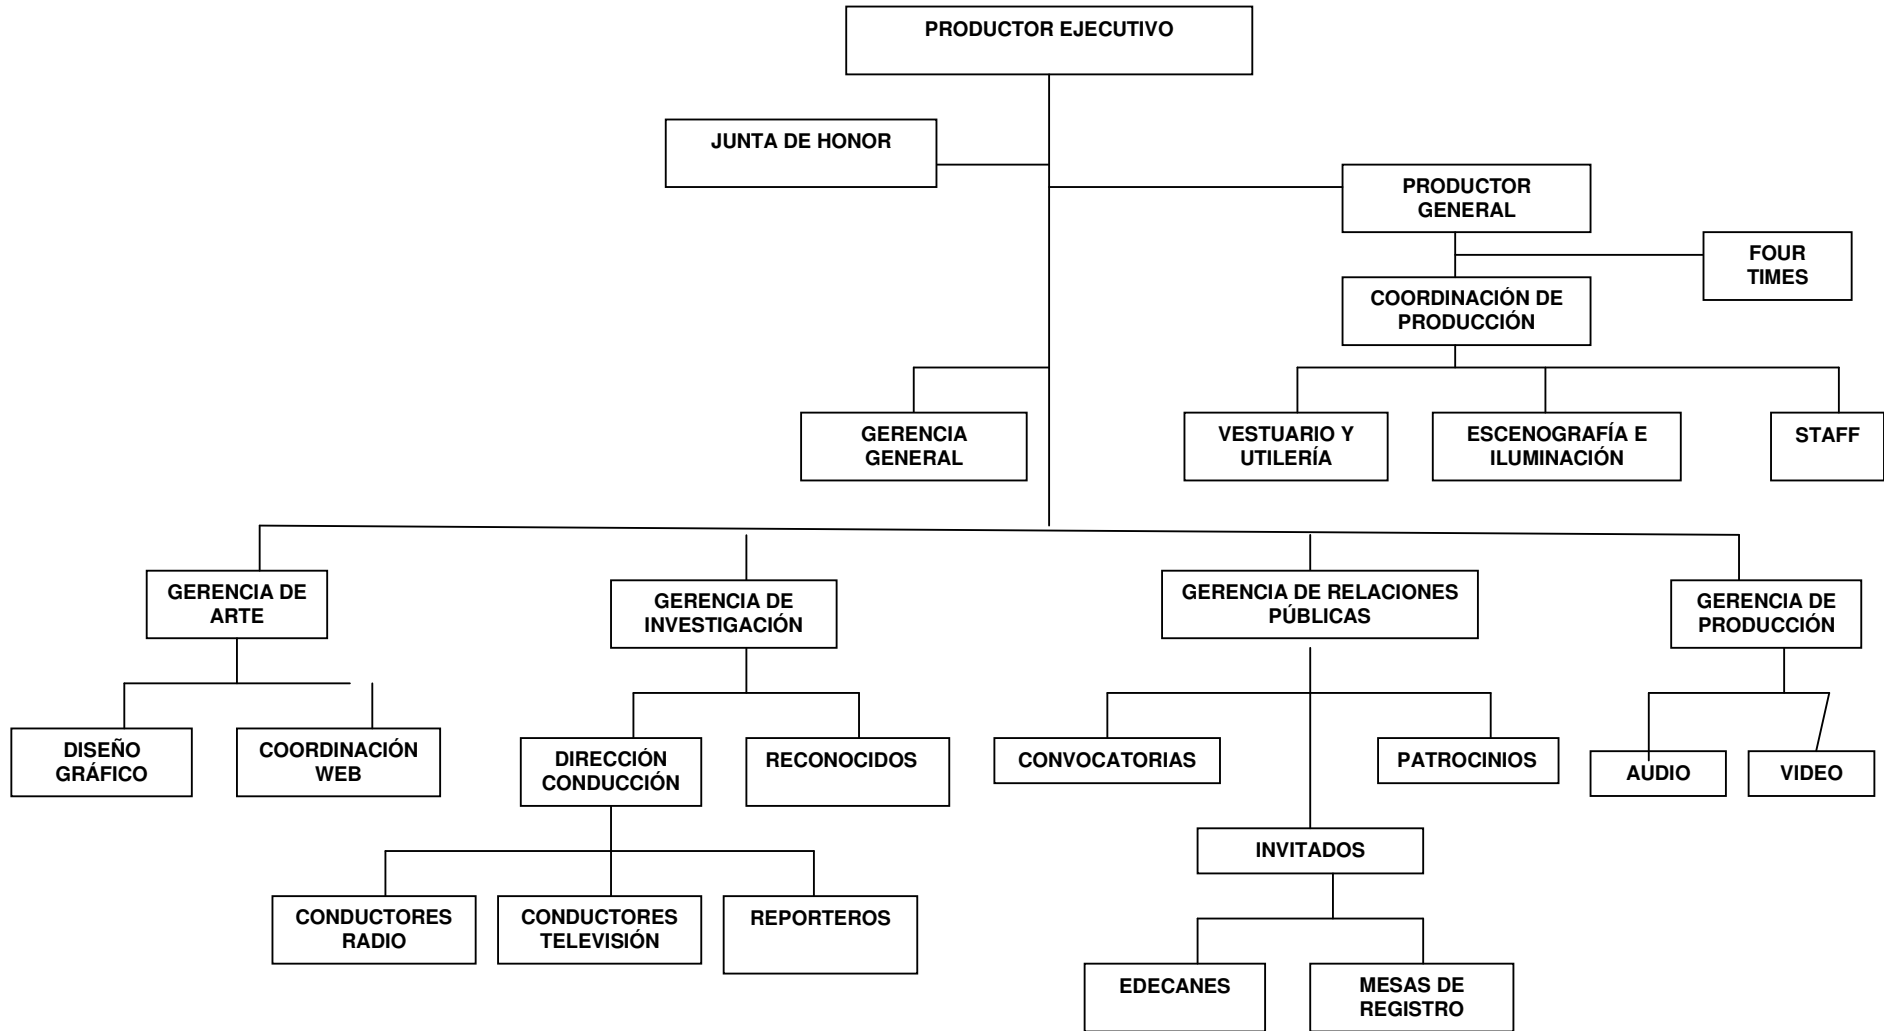 PRODUCTOR EJECUTIVO
JUNTA DE HONOR
PRODUCTOR
GENERAL
FOUR
TIMES
COORDINACIÓN DE
PRODUCCIÓN
GERENCIA
GENERAL
VESTUARIO Y
UTILERÍA
ESCENOGRAFÍA E
ILUMINACIÓN
STAFF
GERENCIA DE
ARTE
GERENCIA DE
INVESTIGACIÓN
GERENCIA DE RELACIONES
PÚBLICAS
GERENCIA DE
PRODUCCIÓN
DISEÑO
GRÁFICO
COORDINACIÓN
WEB
DIRECCIÓN
CONDUCCIÓN
RECONOCIDOS
CONVOCATORIAS
PATROCINIOS
AUDIO
VIDEO
INVITADOS
CONDUCTORES
RADIO
CONDUCTORES
TELEVISIÓN
REPORTEROS
EDECANES
MESAS DE
REGISTRO